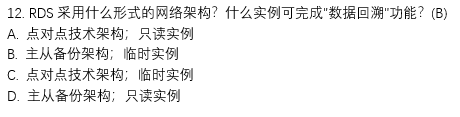 12. RDS 采用什么形式的网络架构？什么实例可完成"数据回溯"功能？(B)
A. 点对点技术架构；只读实例
B. 主从备份架构；临时实例
C. 点对点技术架构；临时实例
D. 主从备份架构；只读实例